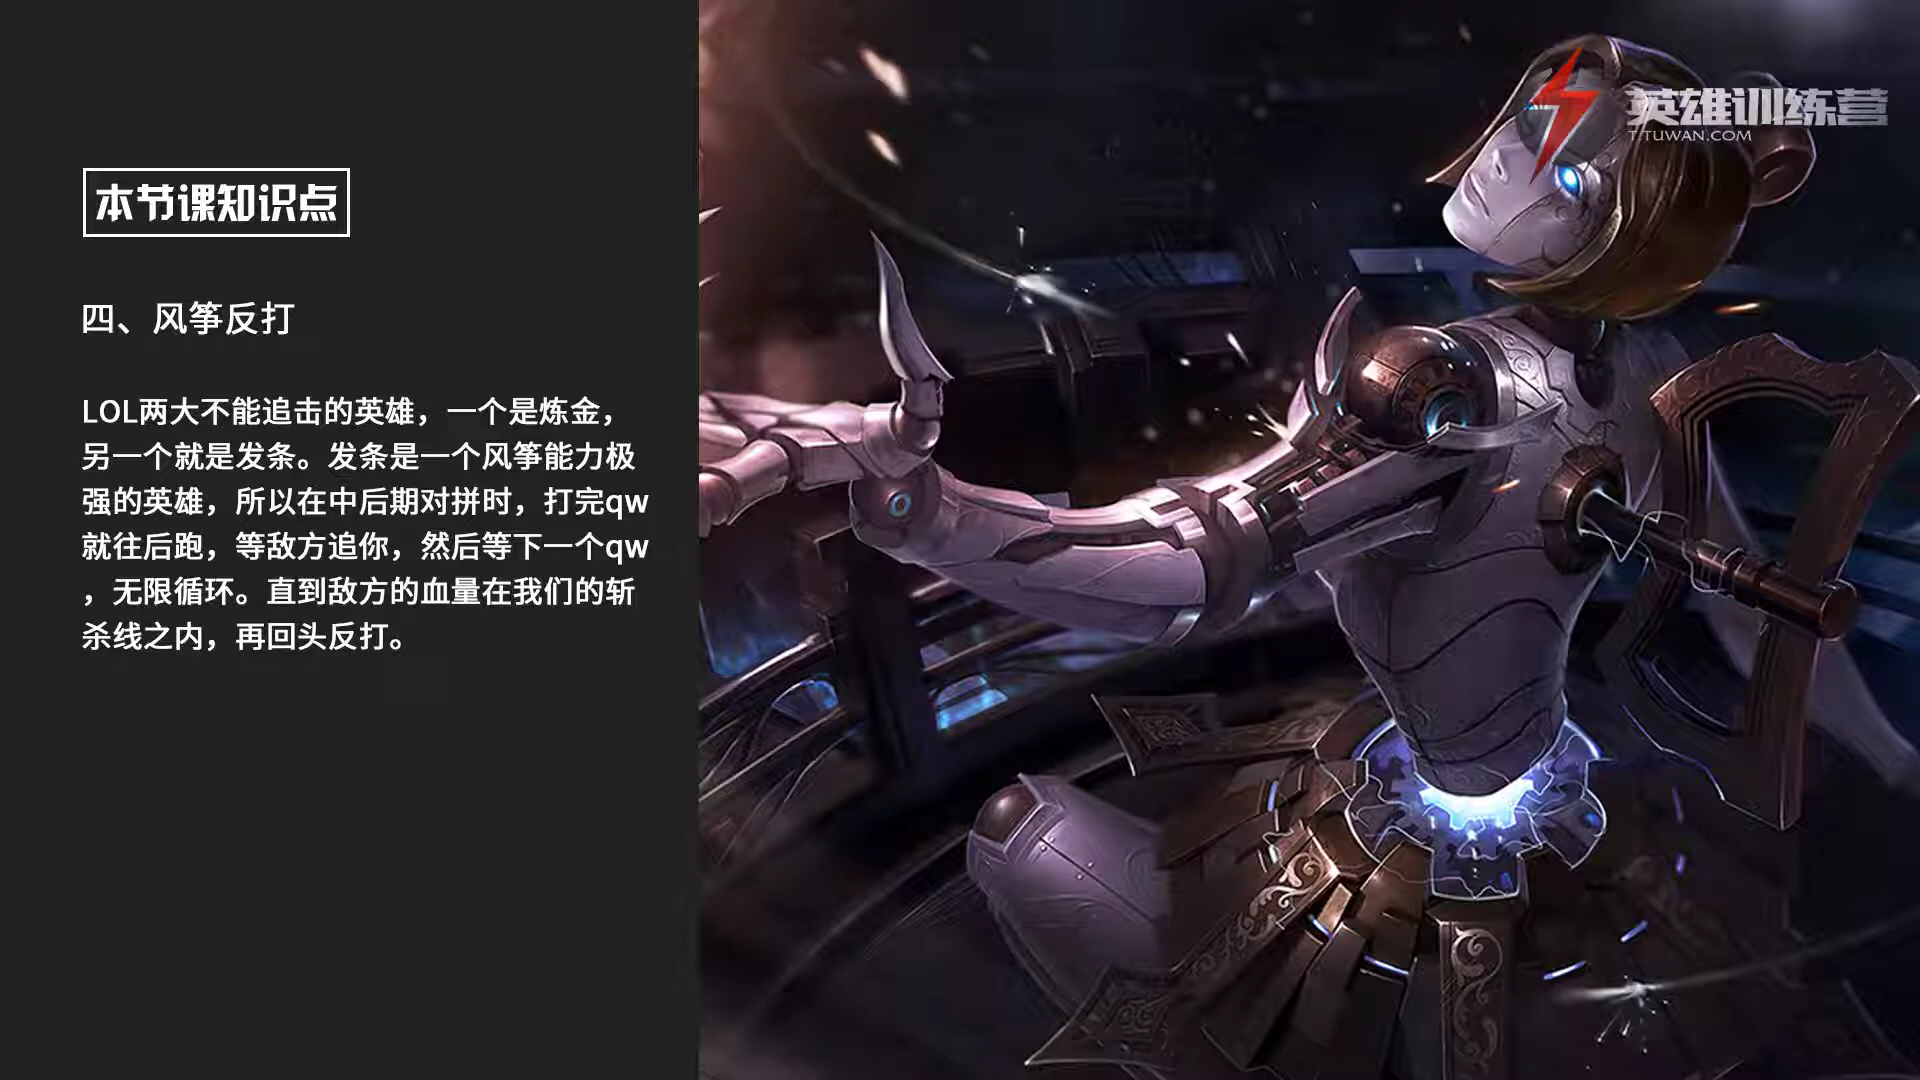 英雄训练营
T.TUWAN.COM
本节课知识点
四、风筝反打
LOL两大不能追击的英雄，一个是炼金，
另一个就是发条。发条是一个风筝能力极
强的英雄，所以在中后期对拼时，打完qw
就往后跑，等敌方追你，然后等下一个qw
，无限循环。直到敌方的血量在我们的斩
杀线之内，再回头反打。